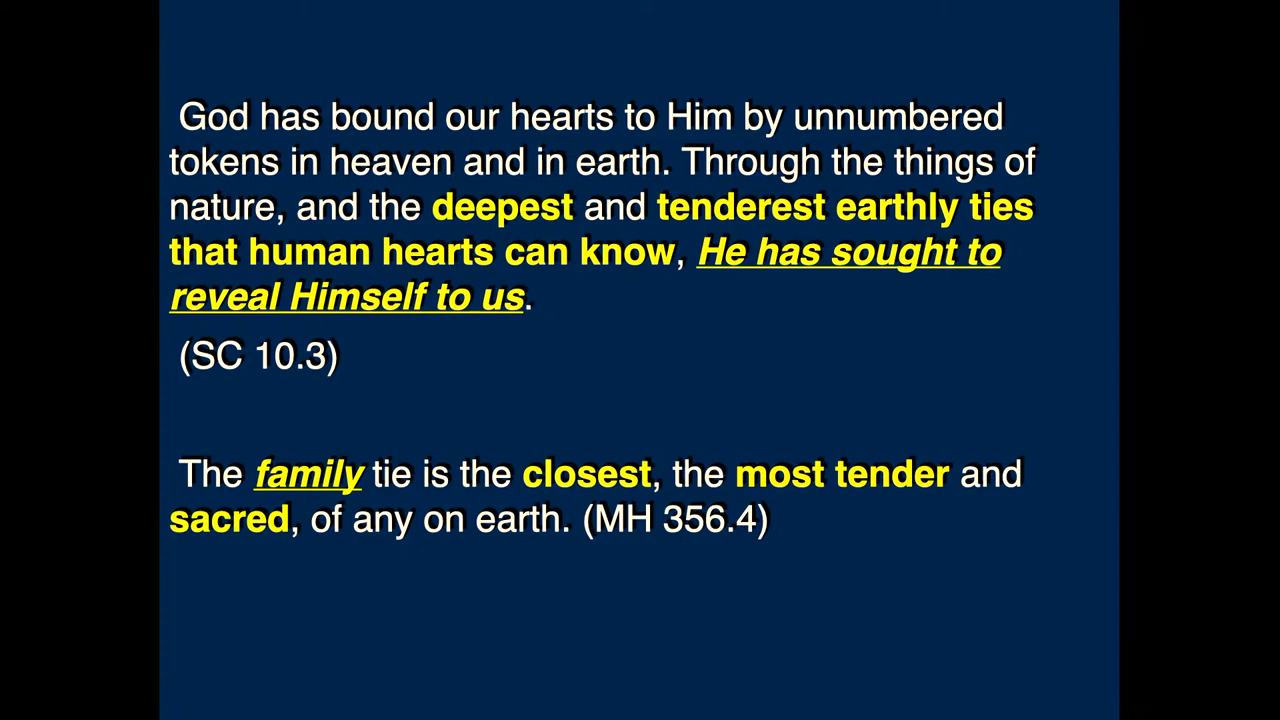 God has bound our hearts to Him by unnumbered
tokens in heaven and in earth. Through the things of
nature, and the deepest and tenderest earthly ties
that human hearts can know, He has sought to
reveal Himself to us.
(SC 10.3)
The family tie is the closest, the most tender and
sacred, of any on earth. (MH 356.4)